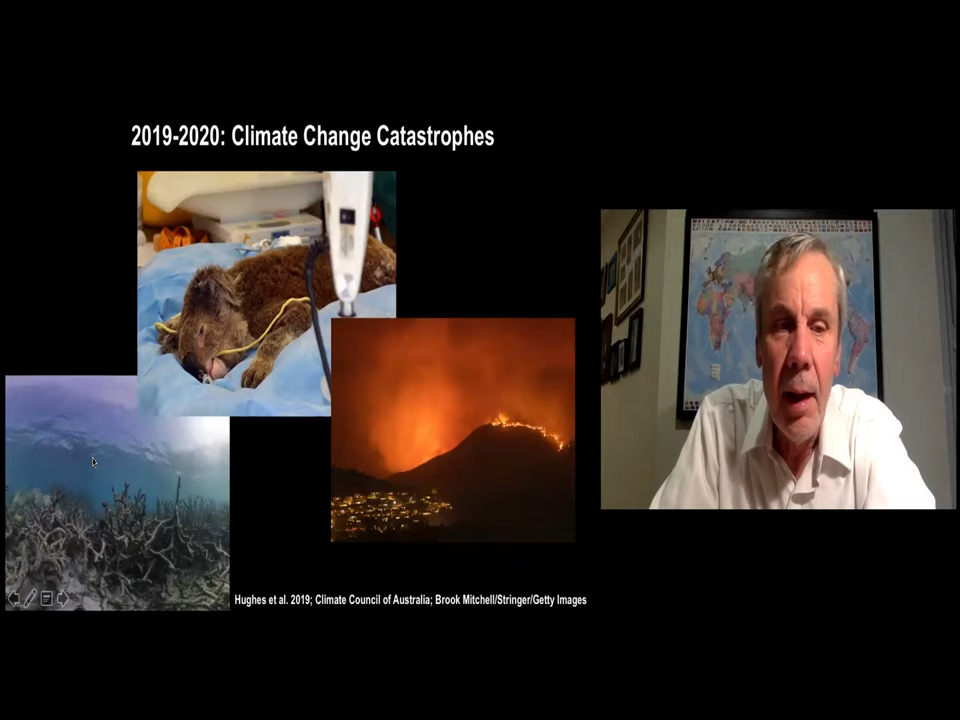 2019-2020: Climate Change Catastrophes
Hughes et al. 2019; Climate Council of Australia; Brook Mitchell/Stringer/Getty Images